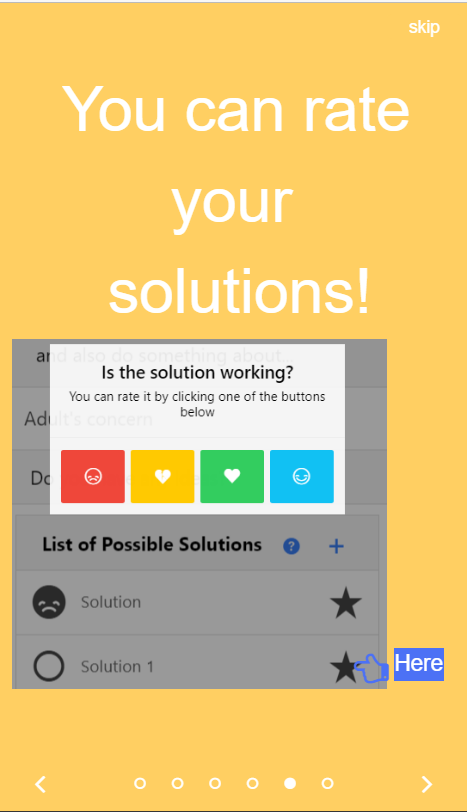 skip
You can rate
your
solutions!
and also do something about...
Is the solution working?
You can rate it by clicking one of the buttons
below
Adult's concern
Do
List of Possible Solutions ?
Solution
Solution 1
Here